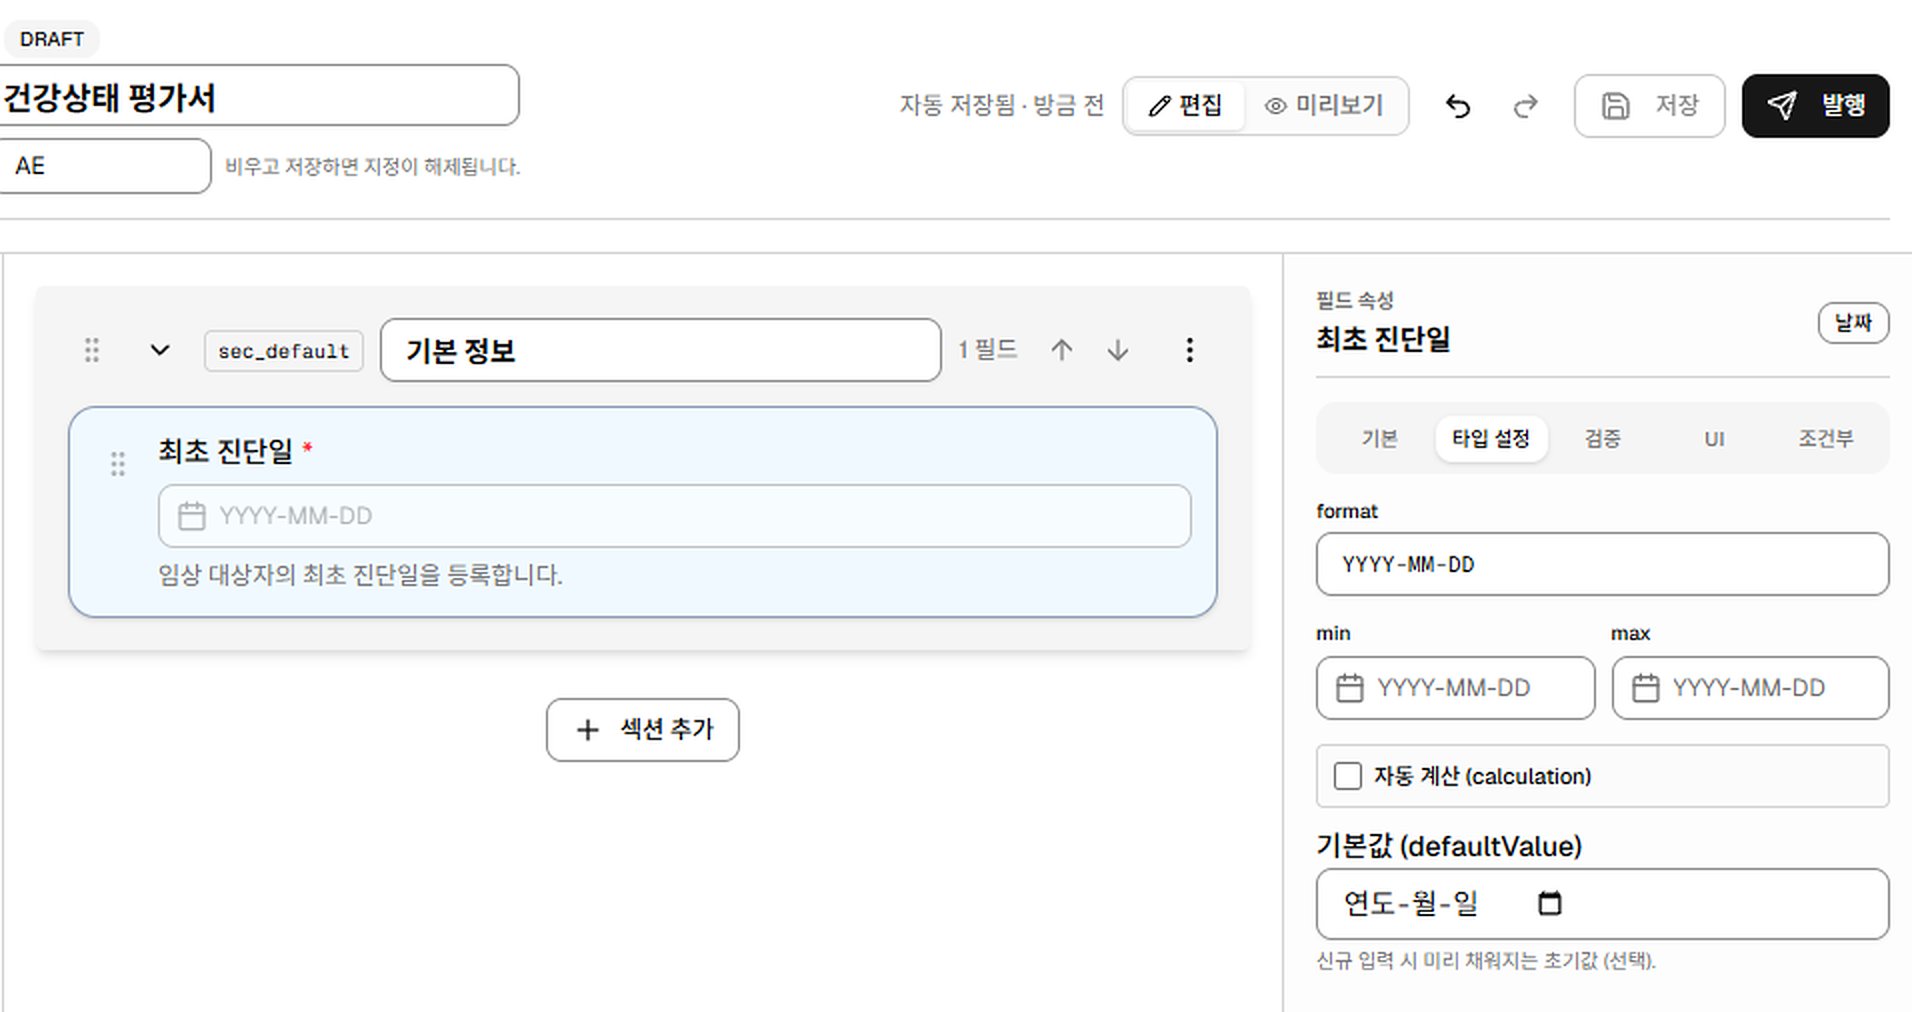 DRAFT
건강상태 평가서
자동 저장됨 · 방금 전
편집
미리보기
저장
발행
AE
비우고 저장하면 지정이 해제됩니다.
sec_default
기본 정보
1 필드
최초 진단일 *
YYYY-MM-DD
임상 대상자의 최초 진단일을 등록합니다.
섹션 추가
필드 속성
최초 진단일
날짜
기본
타입 설정
검증
UI
조건부
format
YYYY-MM-DD
min
max
YYYY-MM-DD
YYYY-MM-DD
자동 계산 (calculation)
기본값 (defaultValue)
연도-월-일
신규 입력 시 미리 채워지는 초기값 (선택).